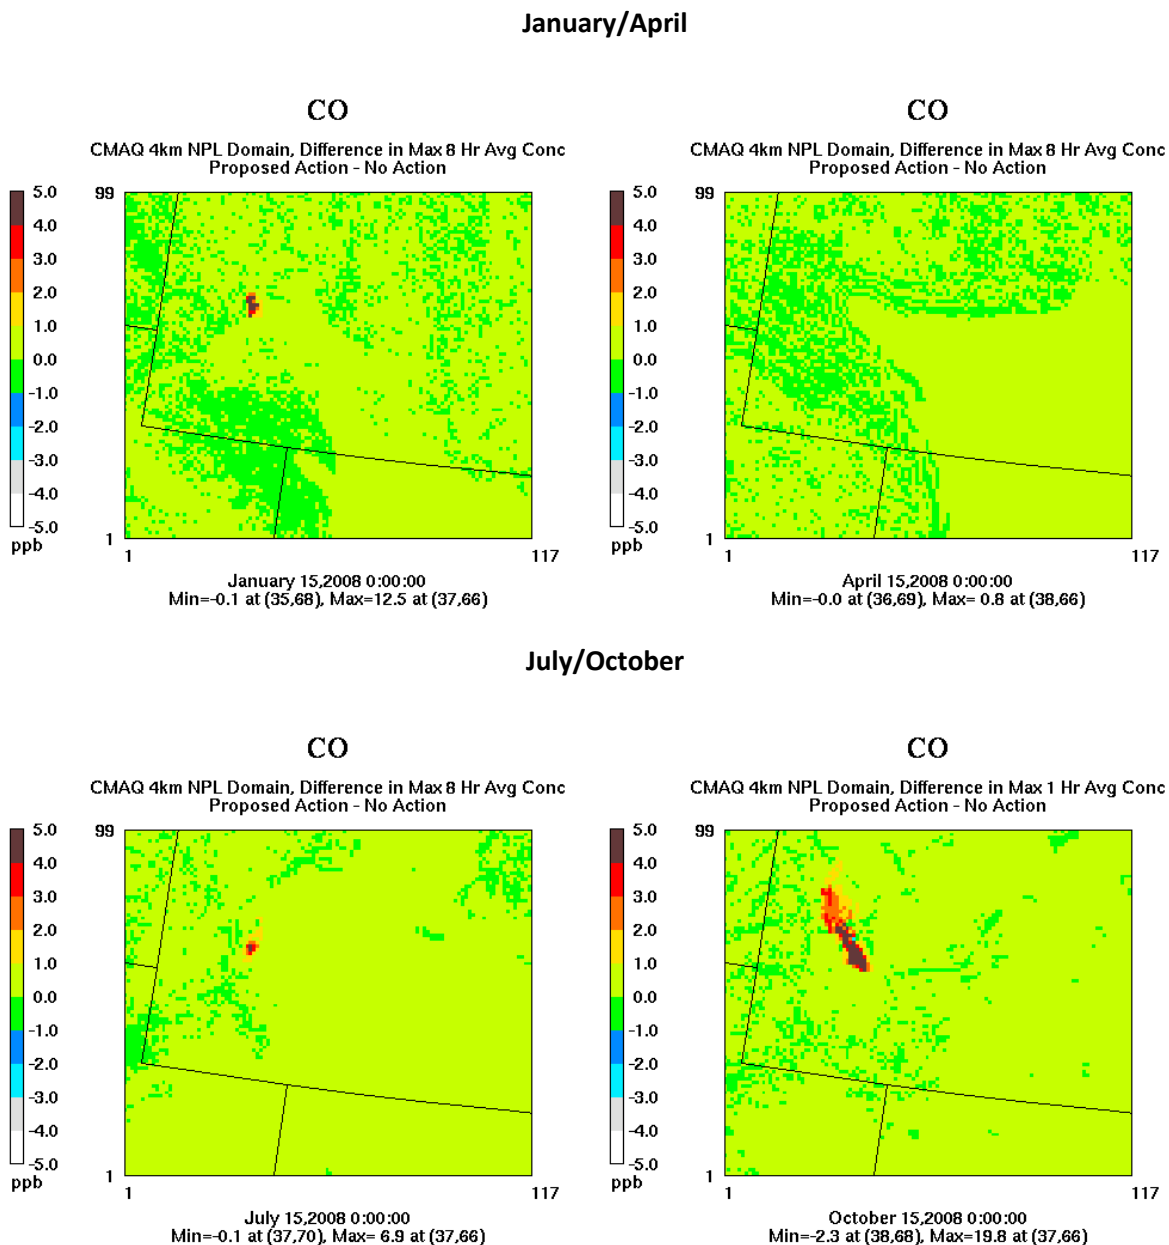 January/April
CO
CMAQ 4km NPL Domain, Difference in Max 8 Hr Avg Conc
Proposed Action - No Action
5.0
4.0
3.0
2.0
1.0
0.0
-1.0
-2.0
-3.0
-4.0
-5.0
ppb
99
1
1
117
January 15,2008 0:00:00
Min=-0.1 at (35,68), Max=12.5 at (37,66)
CO
CMAQ 4km NPL Domain, Difference in Max 8 Hr Avg Conc
Proposed Action - No Action
5.0
4.0
3.0
2.0
1.0
0.0
-1.0
-2.0
-3.0
-4.0
-5.0
ppb
99
1
1
117
April 15,2008 0:00:00
Min=-0.0 at (36,69), Max= 0.8 at (38,66)
July/October
CO
CMAQ 4km NPL Domain, Difference in Max 8 Hr Avg Conc
Proposed Action - No Action
5.0
4.0
3.0
2.0
1.0
0.0
-1.0
-2.0
-3.0
-4.0
-5.0
ppb
99
1
1
117
July 15,2008 0:00:00
Min=-0.1 at (37,70), Max= 6.9 at (37,66)
CO
CMAQ 4km NPL Domain, Difference in Max 1 Hr Avg Conc
Proposed Action - No Action
5.0
4.0
3.0
2.0
1.0
0.0
-1.0
-2.0
-3.0
-4.0
-5.0
ppb
99
1
1
117
October 15,2008 0:00:00
Min=-2.3 at (38,68), Max=19.8 at (37,66)